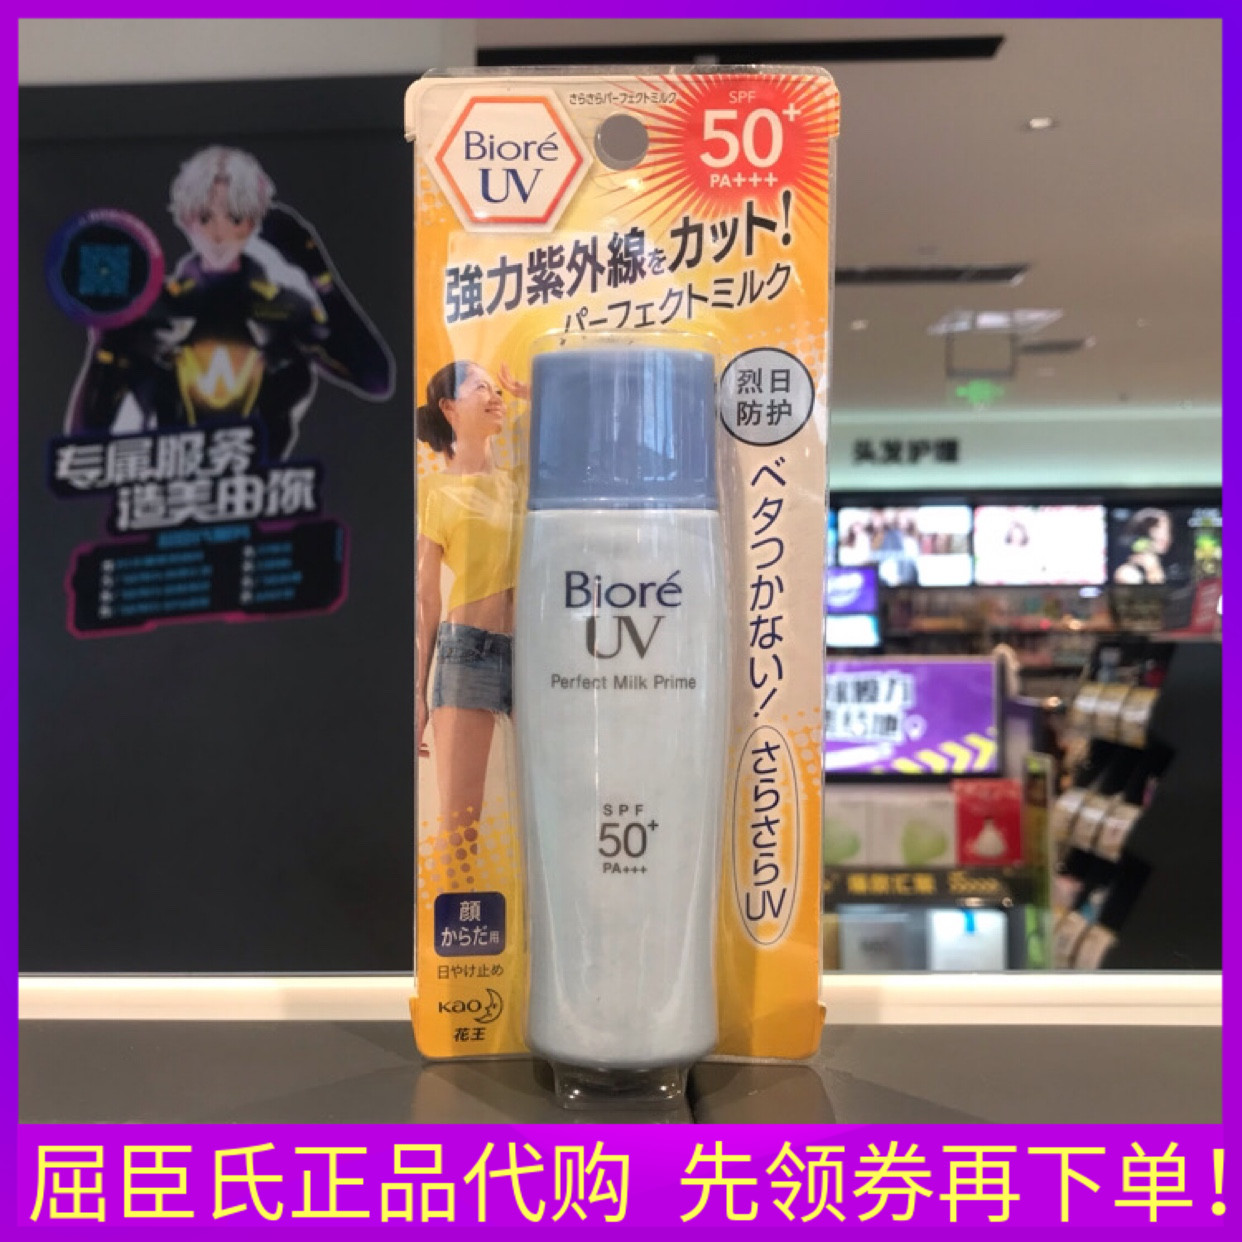 さらさらパーフェクトミルク
Bioré
UV
SPF
50+
PA+++
強力紫外線をカット!
パーフェクトミルク
烈日
防护
ベタつかない!
さらさらUV
Bioré
UV
Perfect Milk Prime
SPF
50+
PA+++
顔
からだ用
日やけ止め
Kao
花王
专属服务
造美由你
头发护理
屈臣氏正品代购 先领券再下单!